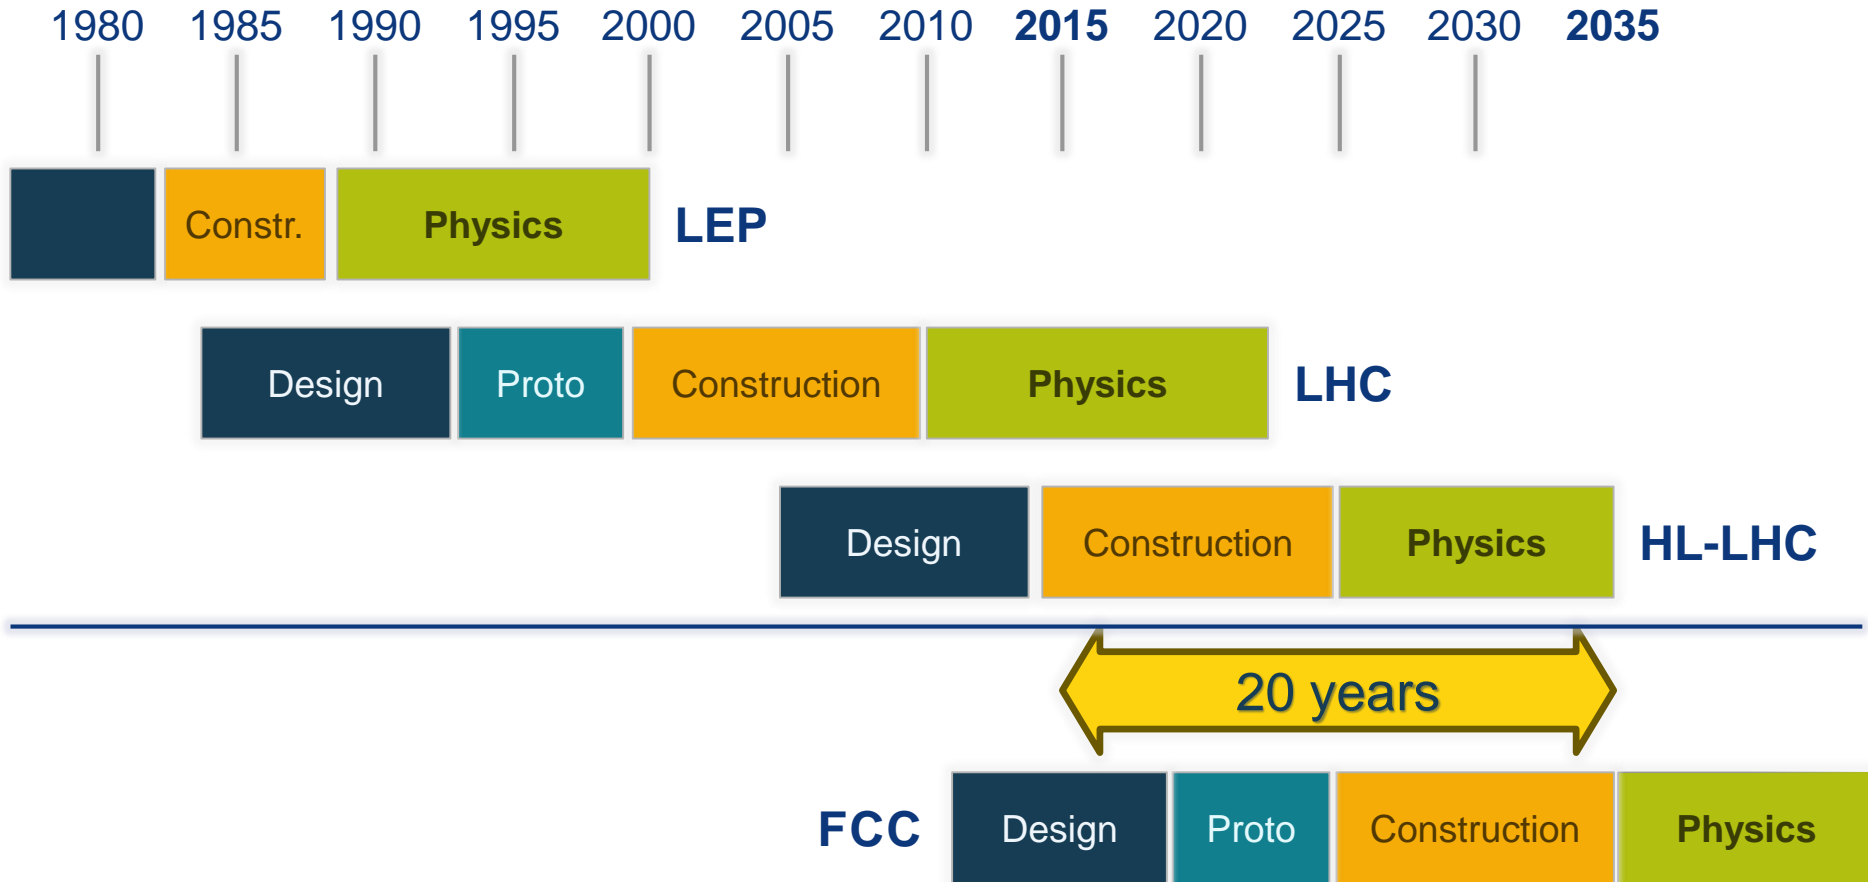 1980 1985 1990 1995 2000 2005 2010 2015 2020 2025 2030 2035
Constr. Physics LEP
Design Proto Construction Physics LHC
Design Construction Physics HL-LHC
20 years
FCC Design Proto Construction Physics